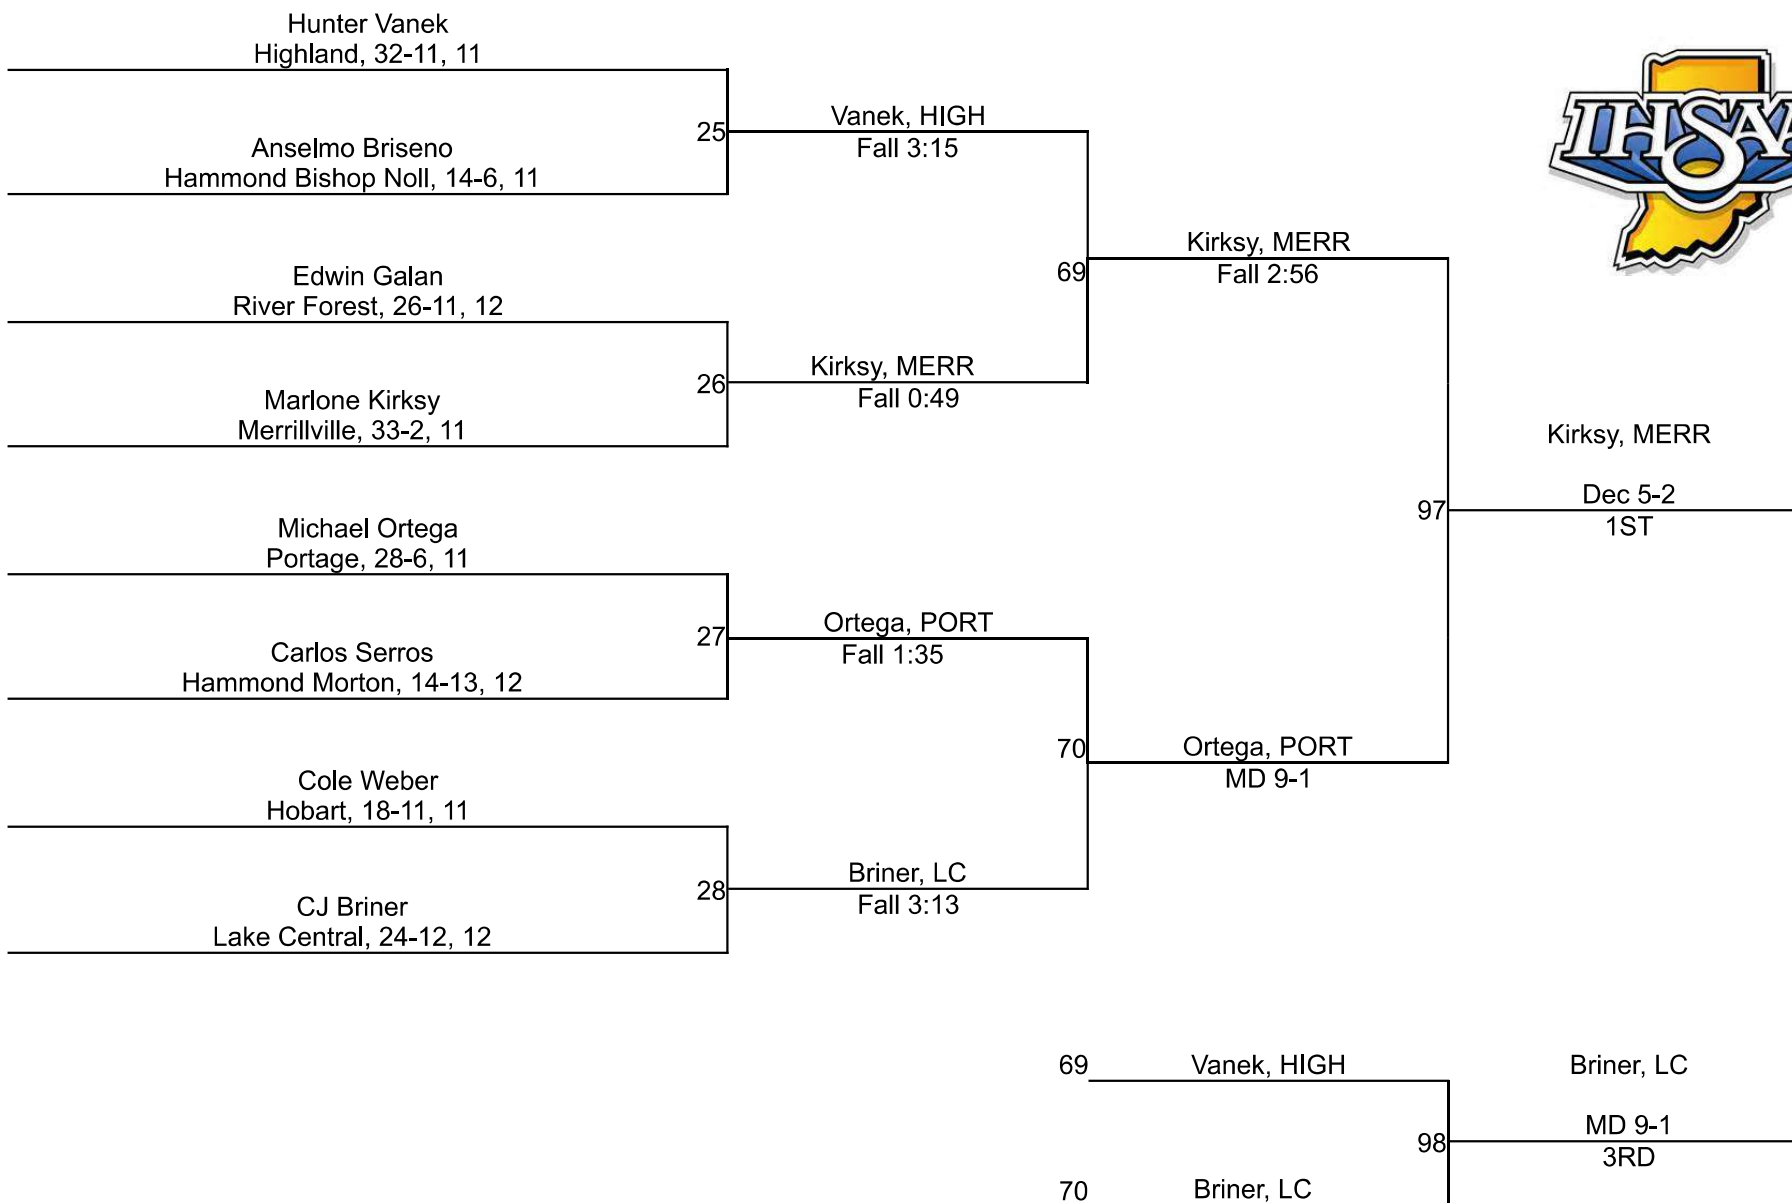 Hunter Vanek
Highland, 32-11, 11
25
Vanek, HIGH
Fall 3:15
Anselmo Briseno
Hammond Bishop Noll, 14-6, 11
IHSAA
69
Kirksy, MERR
Fall 2:56
Edwin Galan
River Forest, 26-11, 12
26
Kirksy, MERR
Fall 0:49
Marlone Kirksy
Merrillville, 33-2, 11
97
Kirksy, MERR
Dec 5-2
1ST
Michael Ortega
Portage, 28-6, 11
27
Ortega, PORT
Fall 1:35
Carlos Serros
Hammond Morton, 14-13, 12
70
Ortega, PORT
MD 9-1
Cole Weber
Hobart, 18-11, 11
28
Briner, LC
Fall 3:13
CJ Briner
Lake Central, 24-12, 12
69
Vanek, HIGH
98
Briner, LC
MD 9-1
3RD
70
Briner, LC